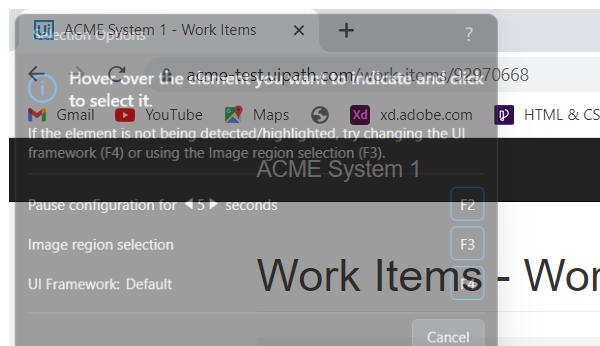 Ui ACME System 1 - Work Items
Selection Options
?
acme-test.uipath.com/work-items/92970668
Hover over the element you want to indicate and click
to select it.
Gmail YouTube Maps Xd xd.adobe.com HTML & CS
If the element is not being detected/highlighted, try changing the UI
framework (F4) or using the Image region selection (F3).
ACME System 1
Pause configuration for 5 seconds F2
Image region selection F3
UI Framework: Default F4
Work Items - Wor
Cancel